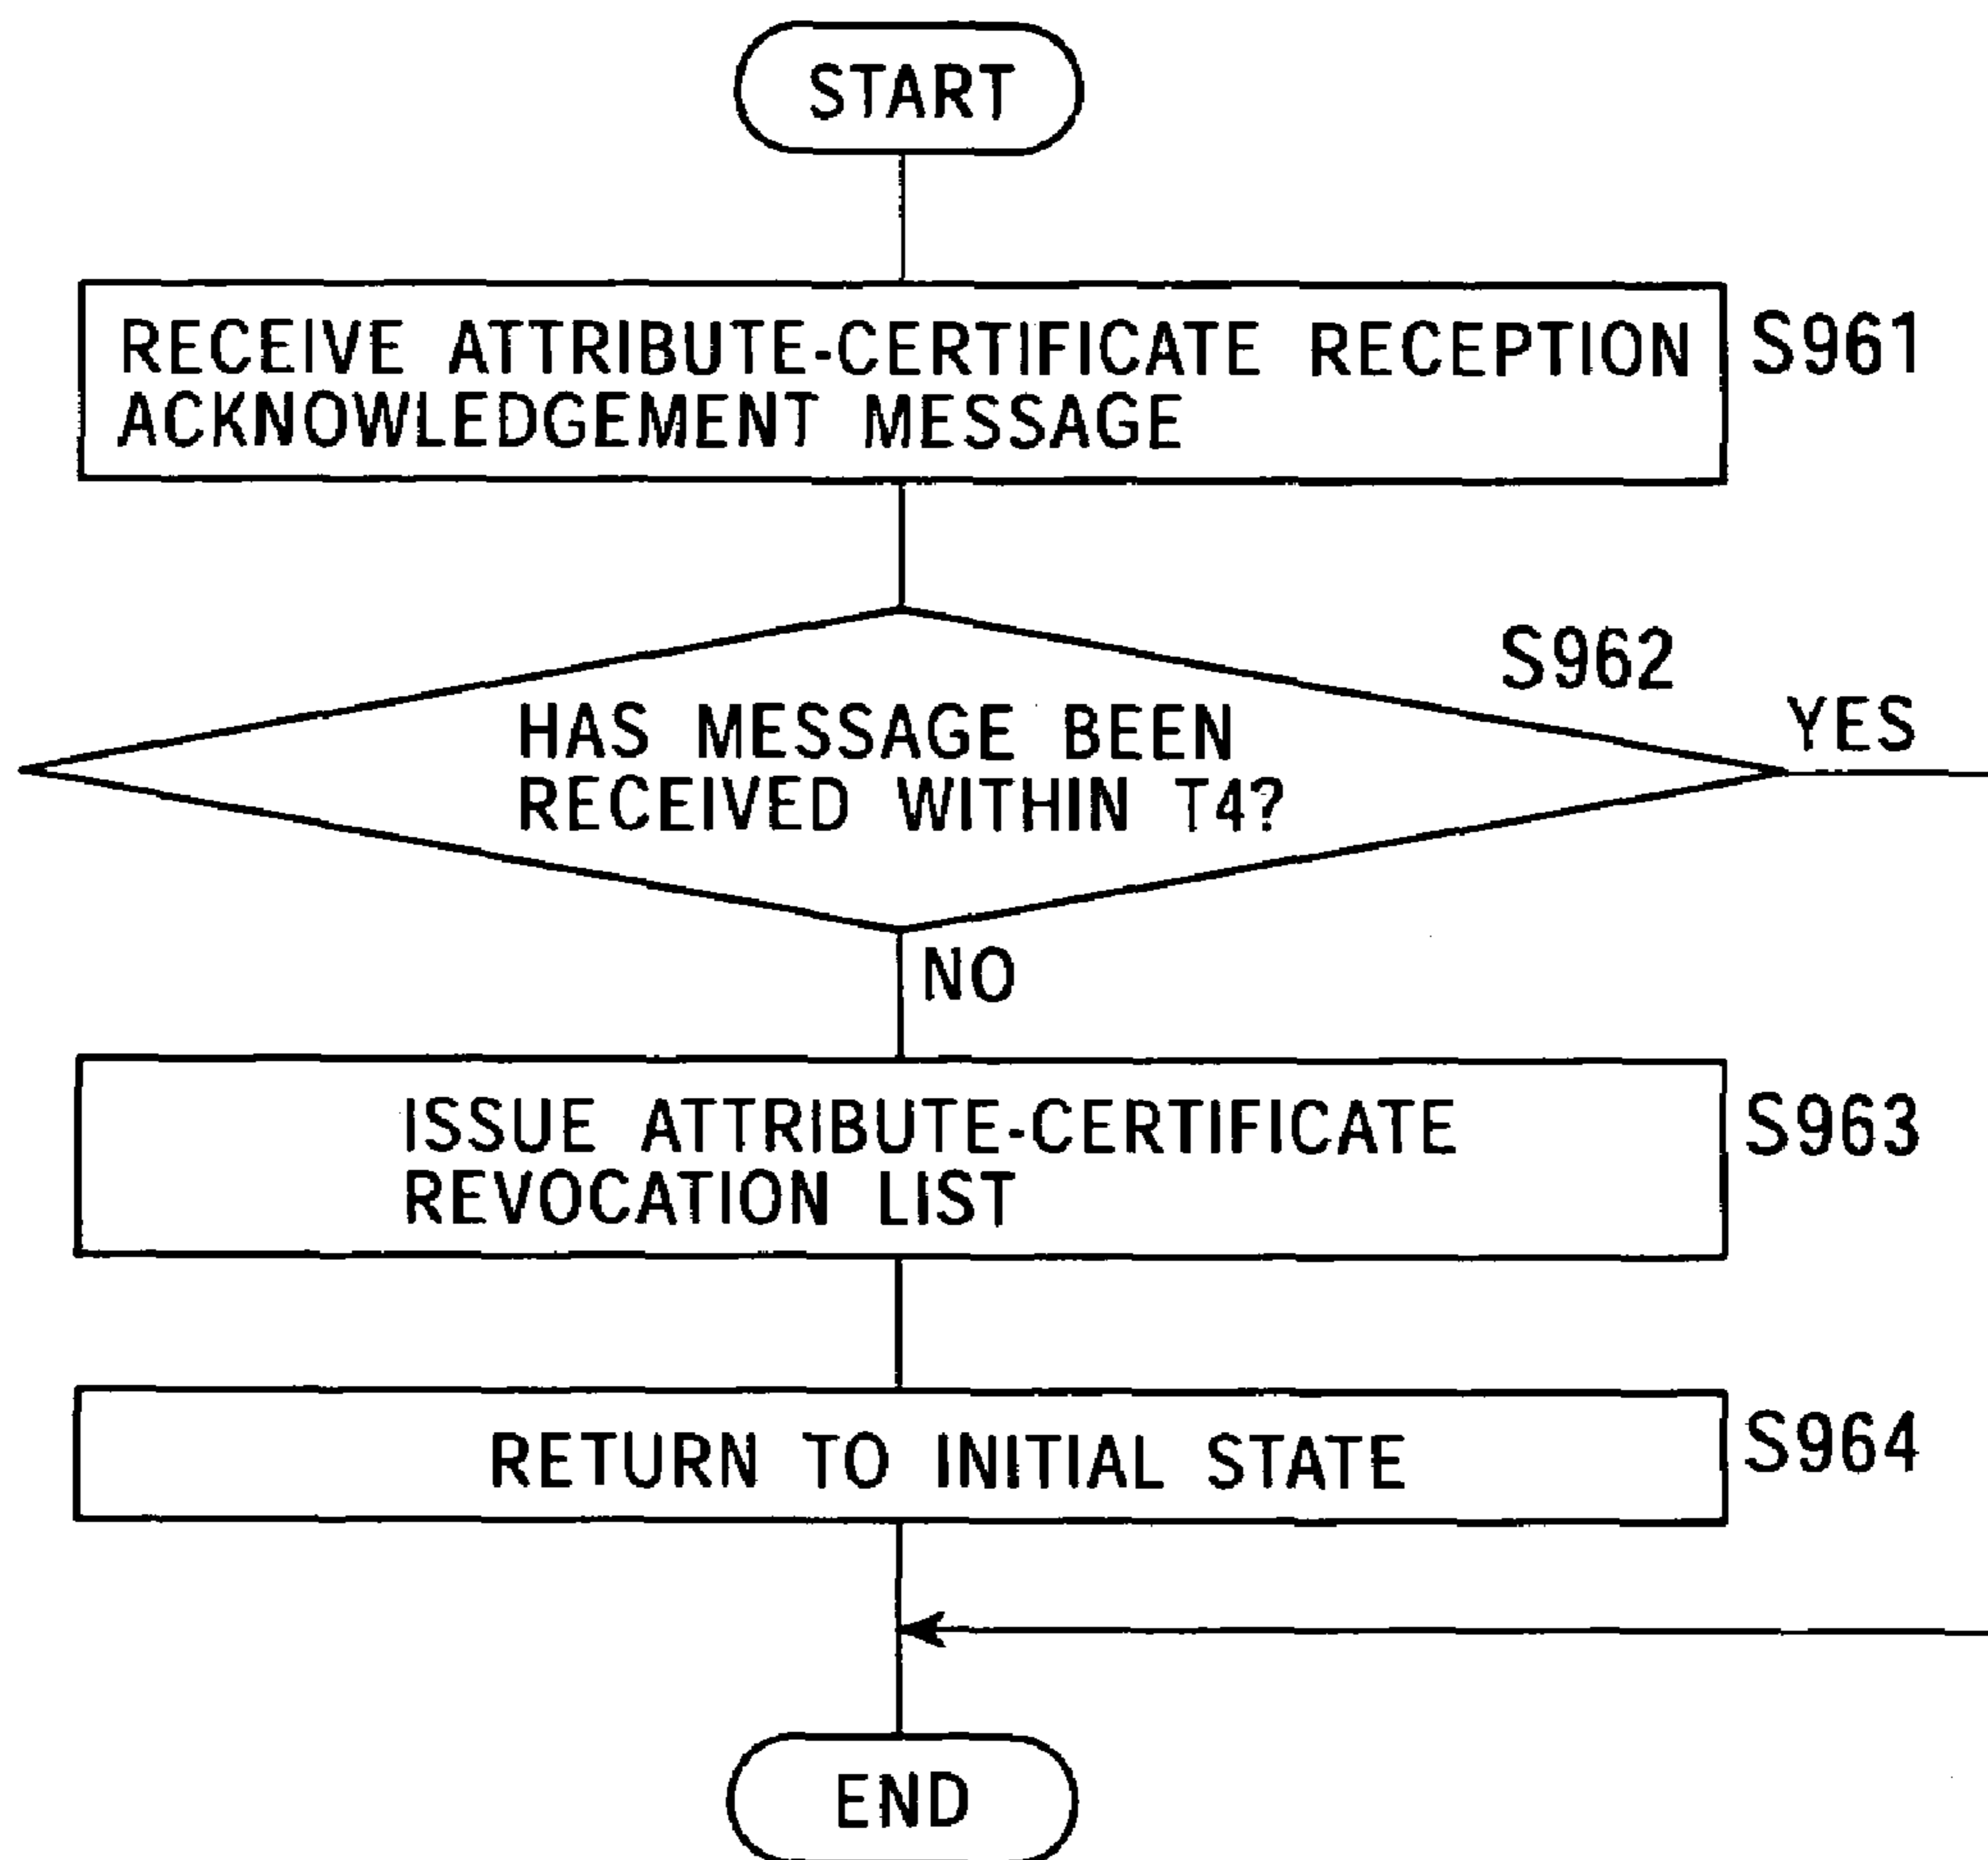 START
RECEIVE ATTRIBUTE-CERTIFICATE RECEPTION
ACKNOWLEDGEMENT MESSAGE
S961
S962
HAS MESSAGE BEEN
RECEIVED WITHIN T4?
YES
NO
ISSUE ATTRIBUTE-CERTIFICATE
REVOCATION LIST
S963
RETURN TO INITIAL STATE
S964
END